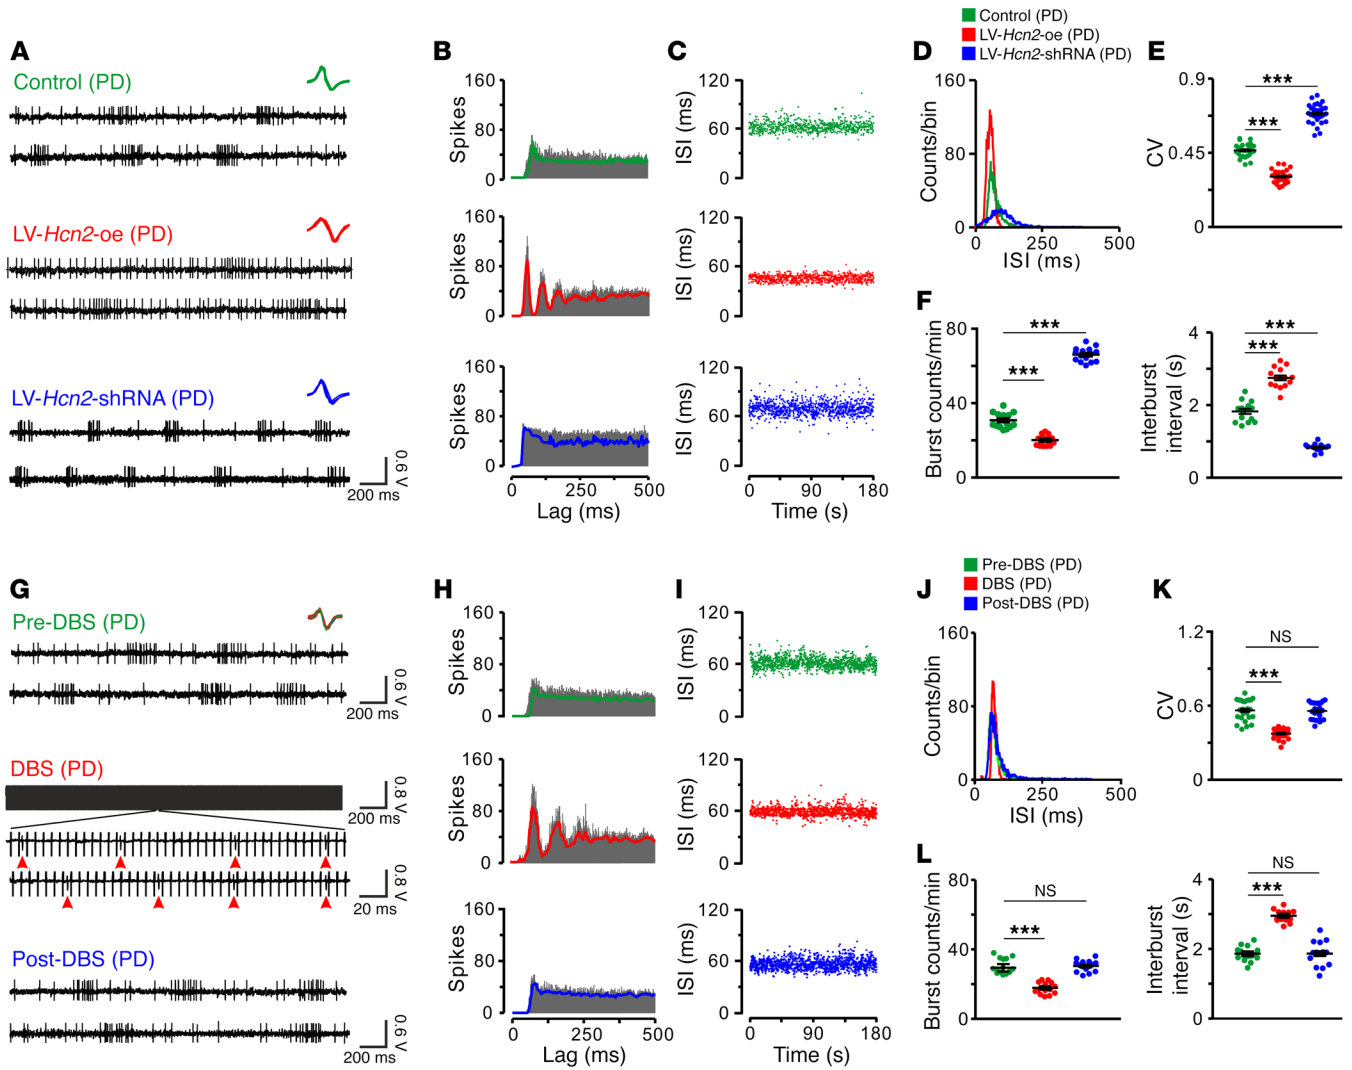 Control (PD)
LV-Hcn2-oe (PD)
LV-Hcn2-shRNA (PD)
A
Control (PD)
LV-Hcn2-oe (PD)
LV-Hcn2-shRNA (PD)
0.6 V
200 ms
B
160
Spikes
80
0
160
Spikes
80
0
160
Spikes
80
0
0 250 500
Lag (ms)
C
120
ISI (ms)
60
0
120
ISI (ms)
60
0
120
ISI (ms)
60
0
0 90 180
Time (s)
D
160
Counts/bin
80
0
0 250 500
ISI (ms)
E
0.9
CV
0.45
0
***
***
F
80
Burst counts/min
40
0
***
***
4
Interburst
interval (s)
2
0
***
***
G
Pre-DBS (PD)
0.6 V
200 ms
DBS (PD)
0.8 V
200 ms
0.8 V
20 ms
Post-DBS (PD)
0.6 V
200 ms
H
160
Spikes
80
0
160
Spikes
80
0
160
Spikes
80
0
0 250 500
Lag (ms)
I
120
ISI (ms)
60
0
120
ISI (ms)
60
0
120
ISI (ms)
60
0
0 90 180
Time (s)
Pre-DBS (PD)
DBS (PD)
Post-DBS (PD)
J
160
Counts/bin
80
0
0 250 500
ISI (ms)
K
1.2
CV
0.6
0
NS
***
L
80
Burst counts/min
40
0
NS
***
4
Interburst
interval (s)
2
0
NS
***